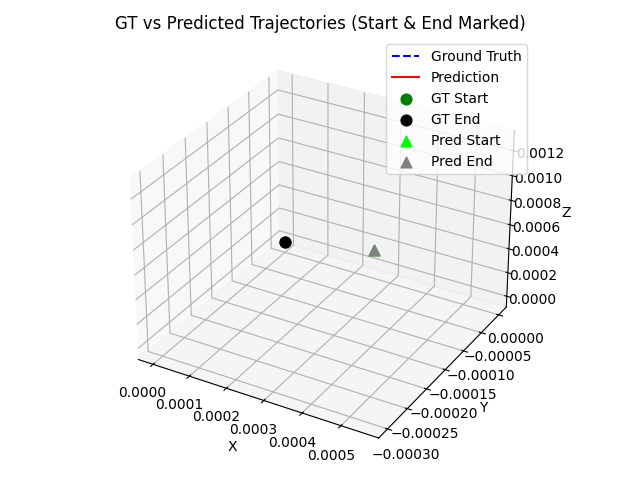 GT vs Predicted Trajectories (Start & End Marked)
Ground Truth
Prediction
GT Start
GT End
Pred Start
Pred End
0.0012
0.0010
0.0008
0.0006
0.0004
0.0002
0.0000
Z
0.00000
−0.00005
−0.00010
−0.00015
−0.00020
−0.00025
−0.00030
Y
0.0000
0.0001
0.0002
0.0003
0.0004
0.0005
X